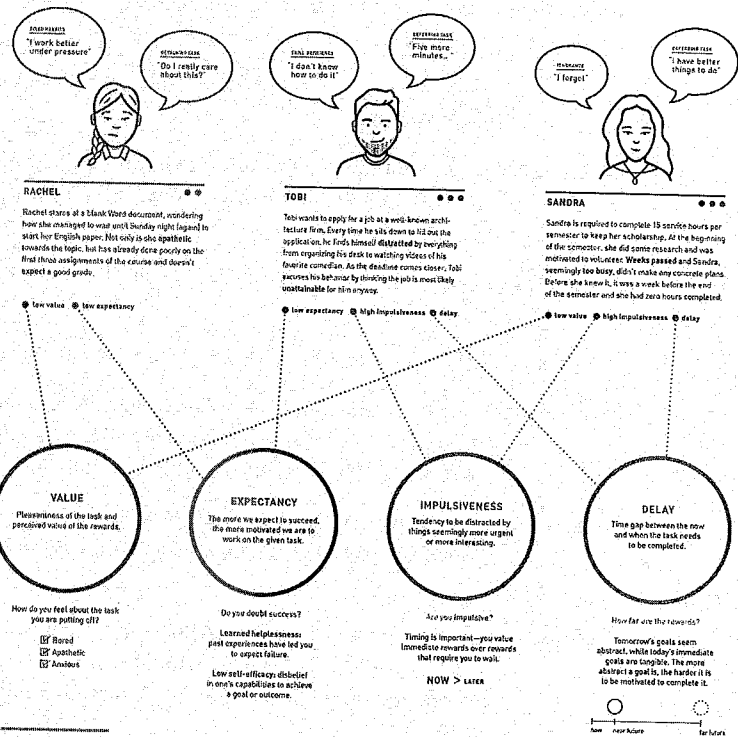 "I work better
under pressure"
"Do I really care
about this?"
"I don't know
how to do it"
DEFERRING TASK
"Five more
minutes..."
IGNORANCE
"I forgot"
DEFERRING TASK
"I have better
things to do"
RACHEL
Rachel stares at a blank Word document, wondering
how she managed to wait until Sunday night (again) to
start her English paper. Not only is she apathetic
towards the topic, but has already done poorly on the
first three assignments of the course and doesn't
expect a good grade.
low value low expectancy
TOBI
Tobi wants to apply for a job at a well-known archi-
tecture firm. Every time he sits down to fill out the
application, he finds himself distracted by everything
from organizing his desk to watching videos of his
favorite comedian. As the deadline comes closer, Tobi
excuses his behavior by thinking the job is most likely
unattainable for him anyway.
low expectancy high impulsiveness delay
SANDRA
Sandra is required to complete 15 service hours per
semester to keep her scholarship. At the beginning
of the semester, she did some research and was
motivated to volunteer. Weeks passed and Sandra,
seemingly too busy, didn't make any concrete plans.
Before she knew it, it was a week before the end
of the semester and she had zero hours completed.
low value high impulsiveness delay
VALUE
Pleasantness of the task and
perceived value of the rewards.
EXPECTANCY
The more we expect to succeed,
the more motivated we are to
work on the given task.
IMPULSIVENESS
Tendency to be distracted by
things seemingly more urgent
or more interesting.
DELAY
Time gap between the now
and when the task needs
to be completed.
How do you feel about the task
you are putting off?
Bored
Apathetic
Anxious
Do you doubt success?
Learned helplessness:
past experiences have led you
to expect failure.
Low self-efficacy: disbelief
in one's capabilities to achieve
a goal or outcome.
Are you impulsive?
Timing is important—you value
immediate rewards over rewards
that require you to wait.
NOW > LATER
How far are the rewards?
Tomorrow's goals seem
abstract, while today's immediate
goals are tangible. The more
abstract a goal is, the harder it is
to be motivated to complete it.
now near future far future